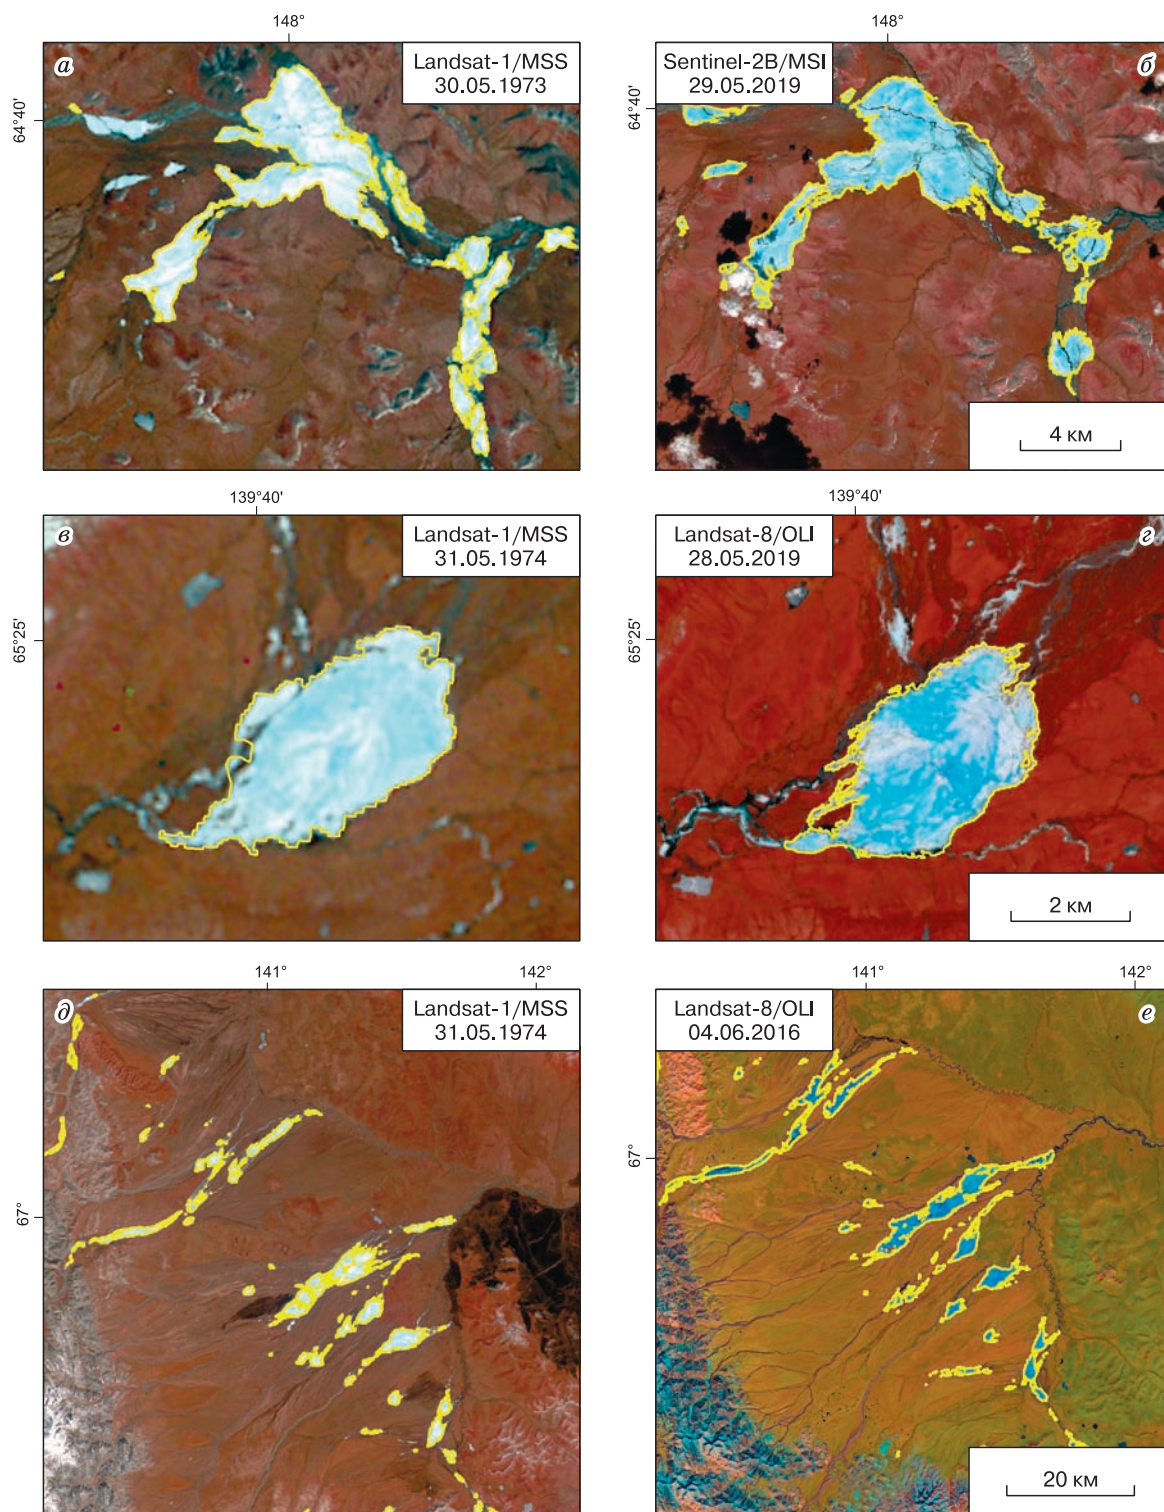 148°
148°
64°40'
а
Landsat-1/MSS
30.05.1973
64°40'
Sentinel-2B/MSI
29.05.2019
б
4 км
139°40'
139°40'
65°25'
в
Landsat-1/MSS
31.05.1974
65°25'
Landsat-8/OLI
28.05.2019
г
2 км
141°
142°
141°
142°
67°
д
Landsat-1/MSS
31.05.1974
67°
Landsat-8/OLI
04.06.2016
е
20 км